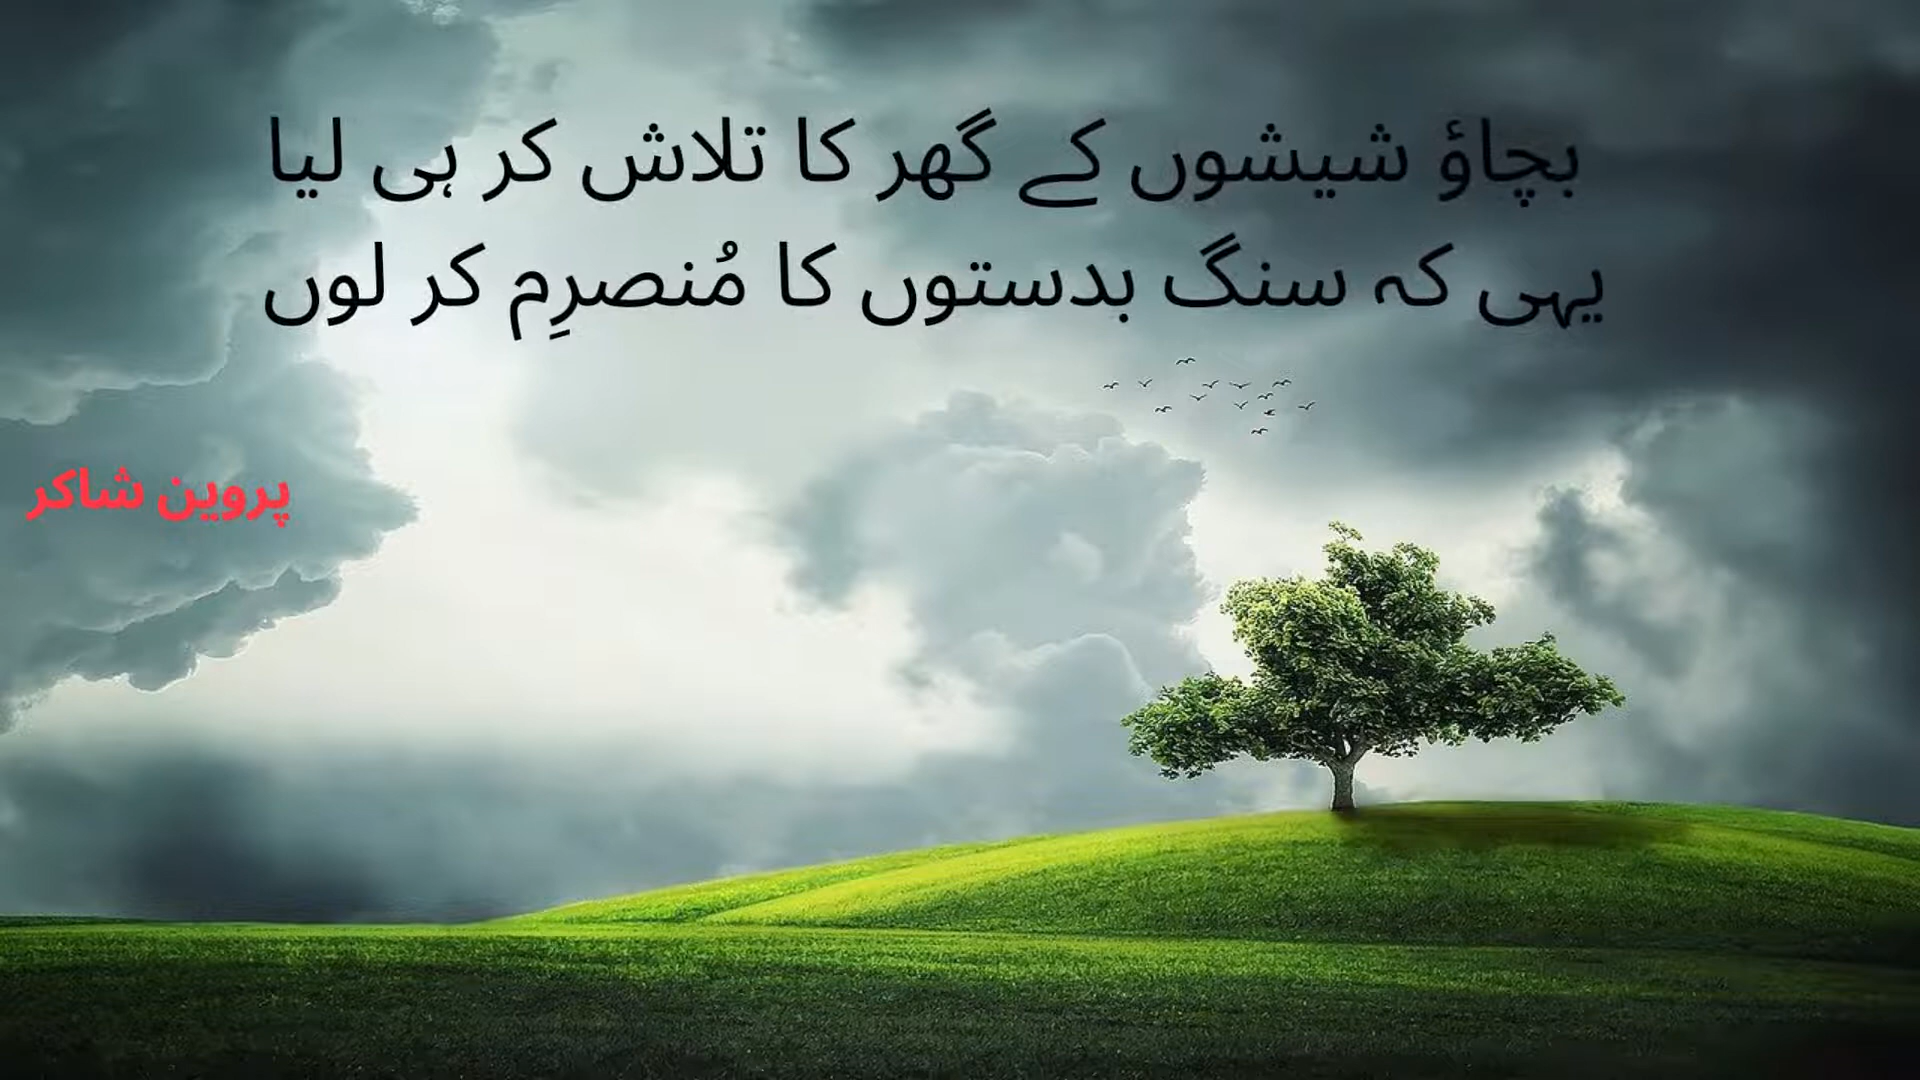 بچاؤ شیشوں کے گھر کا تلاش کر ہی لیا
یہی کہ سنگ بدستوں کا مُنصرِم کر لوں
پروین شاکر